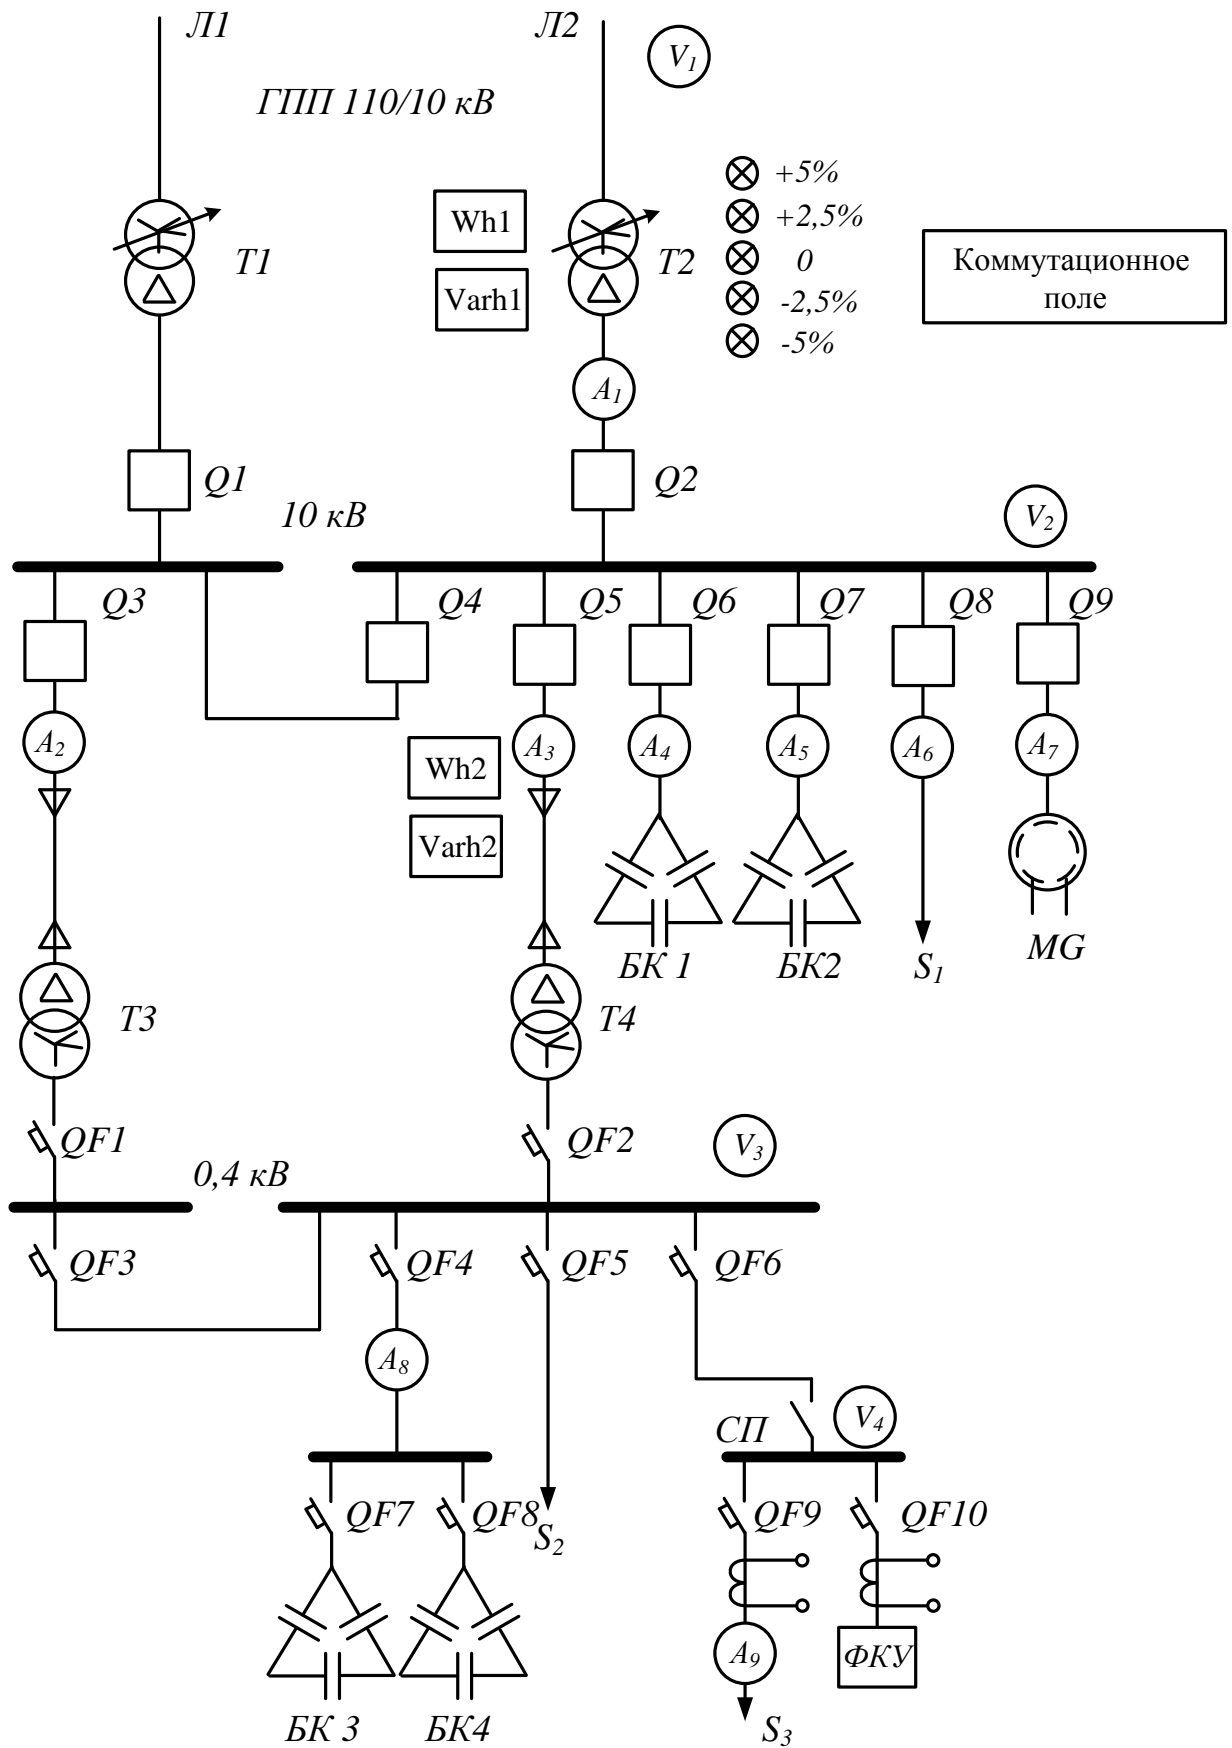 Л1
Л2
V1
ГПП 110/10 кВ
+5%
Wh1
+2,5%
T1
T2
0
Коммутационное
поле
Varh1
-2,5%
-5%
A1
Q1
Q2
10 кВ
V2
Q3
Q4
Q5
Q6
Q7
Q8
Q9
A2
Wh2
A3
A4
A5
A6
A7
Varh2
БК 1
БК2
S1
MG
T3
T4
QF1
QF2
V3
0,4 кВ
QF3
QF4
QF5
QF6
A8
СП
V4
QF7
QF8
S2
QF9
QF10
A9
ФКУ
БК 3
БК4
S3